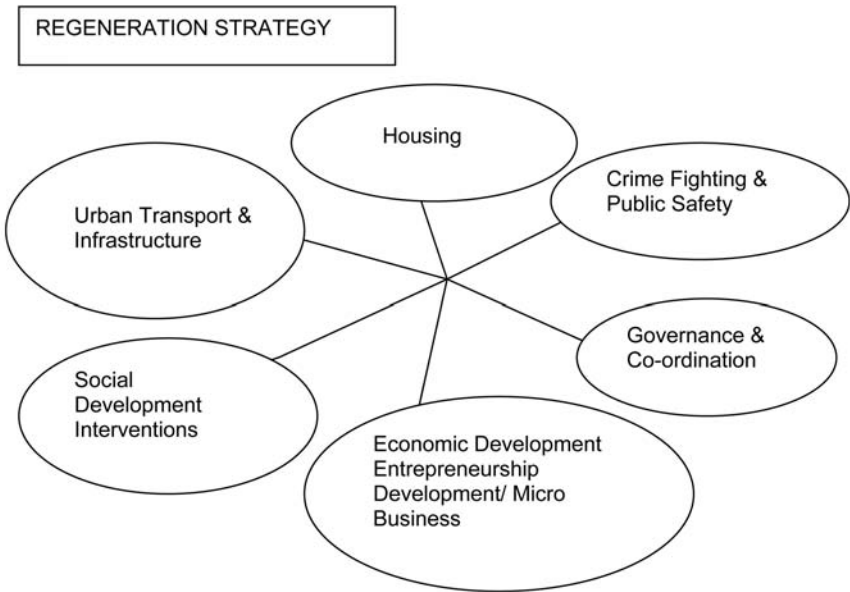 REGENERATION STRATEGY
Housing
Crime Fighting &
Public Safety
Urban Transport &
Infrastructure
Governance &
Co-ordination
Social
Development
Interventions
Economic Development
Entrepreneurship
Development/ Micro
Business